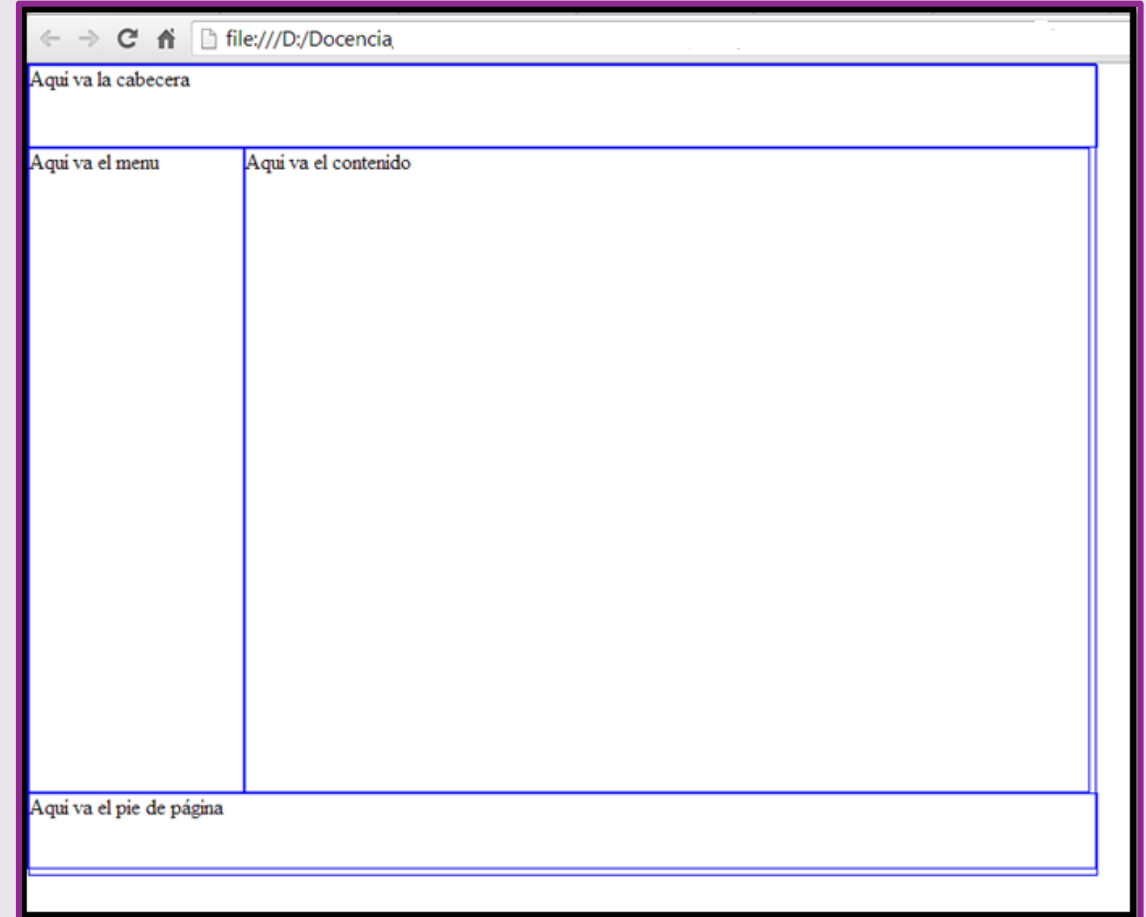 file:///D:/Docencia
Aqui va la cabecera
Aqui va el menu
Aqui va el contenido
Aqui va el pie de página